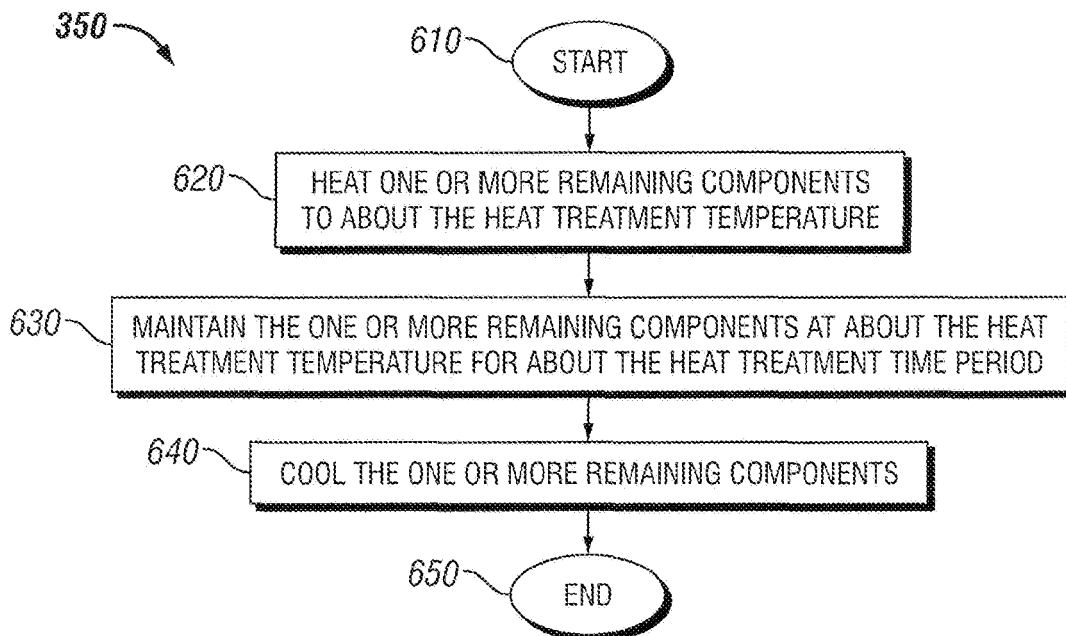 350
610
START
620
HEAT ONE OR MORE REMAINING COMPONENTS
TO ABOUT THE HEAT TREATMENT TEMPERATURE
630
MAINTAIN THE ONE OR MORE REMAINING COMPONENTS AT ABOUT THE HEAT
TREATMENT TEMPERATURE FOR ABOUT THE HEAT TREATMENT TIME PERIOD
640
COOL THE ONE OR MORE REMAINING COMPONENTS
650
END